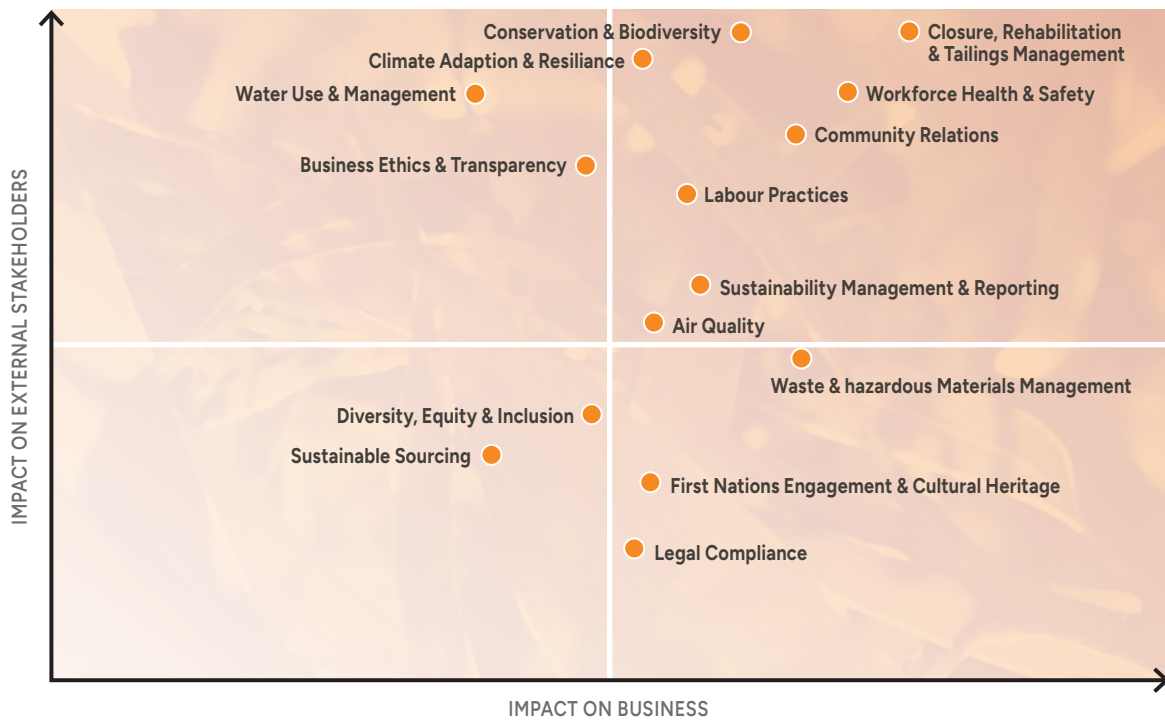 Conservation & Biodiversity
Closure, Rehabilitation
& Tailings Management
Climate Adaption & Resiliance
Water Use & Management
Workforce Health & Safety
Community Relations
Business Ethics & Transparency
Labour Practices
Sustainability Management & Reporting
Air Quality
Waste & hazardous Materials Management
Diversity, Equity & Inclusion
Sustainable Sourcing
First Nations Engagement & Cultural Heritage
Legal Compliance
IMPACT ON EXTERNAL STAKEHOLDERS
IMPACT ON BUSINESS